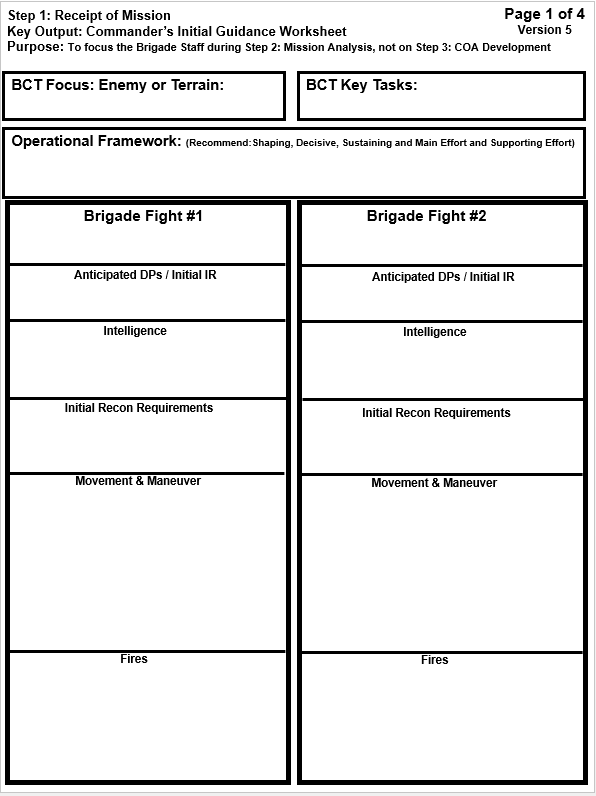 Step 1: Receipt of Mission
Page 1 of 4
Key Output: Commander's Initial Guidance Worksheet
Version 5
Purpose: To focus the Brigade Staff during Step 2: Mission Analysis, not on Step 3: COA Development
BCT Focus: Enemy or Terrain:
BCT Key Tasks:
Operational Framework: (Recommend: Shaping, Decisive, Sustaining and Main Effort and Supporting Effort)
Brigade Fight #1
Anticipated DPs / Initial IR
Intelligence
Initial Recon Requirements
Movement & Maneuver
Fires
Brigade Fight #2
Anticipated DPs / Initial IR
Intelligence
Initial Recon Requirements
Movement & Maneuver
Fires